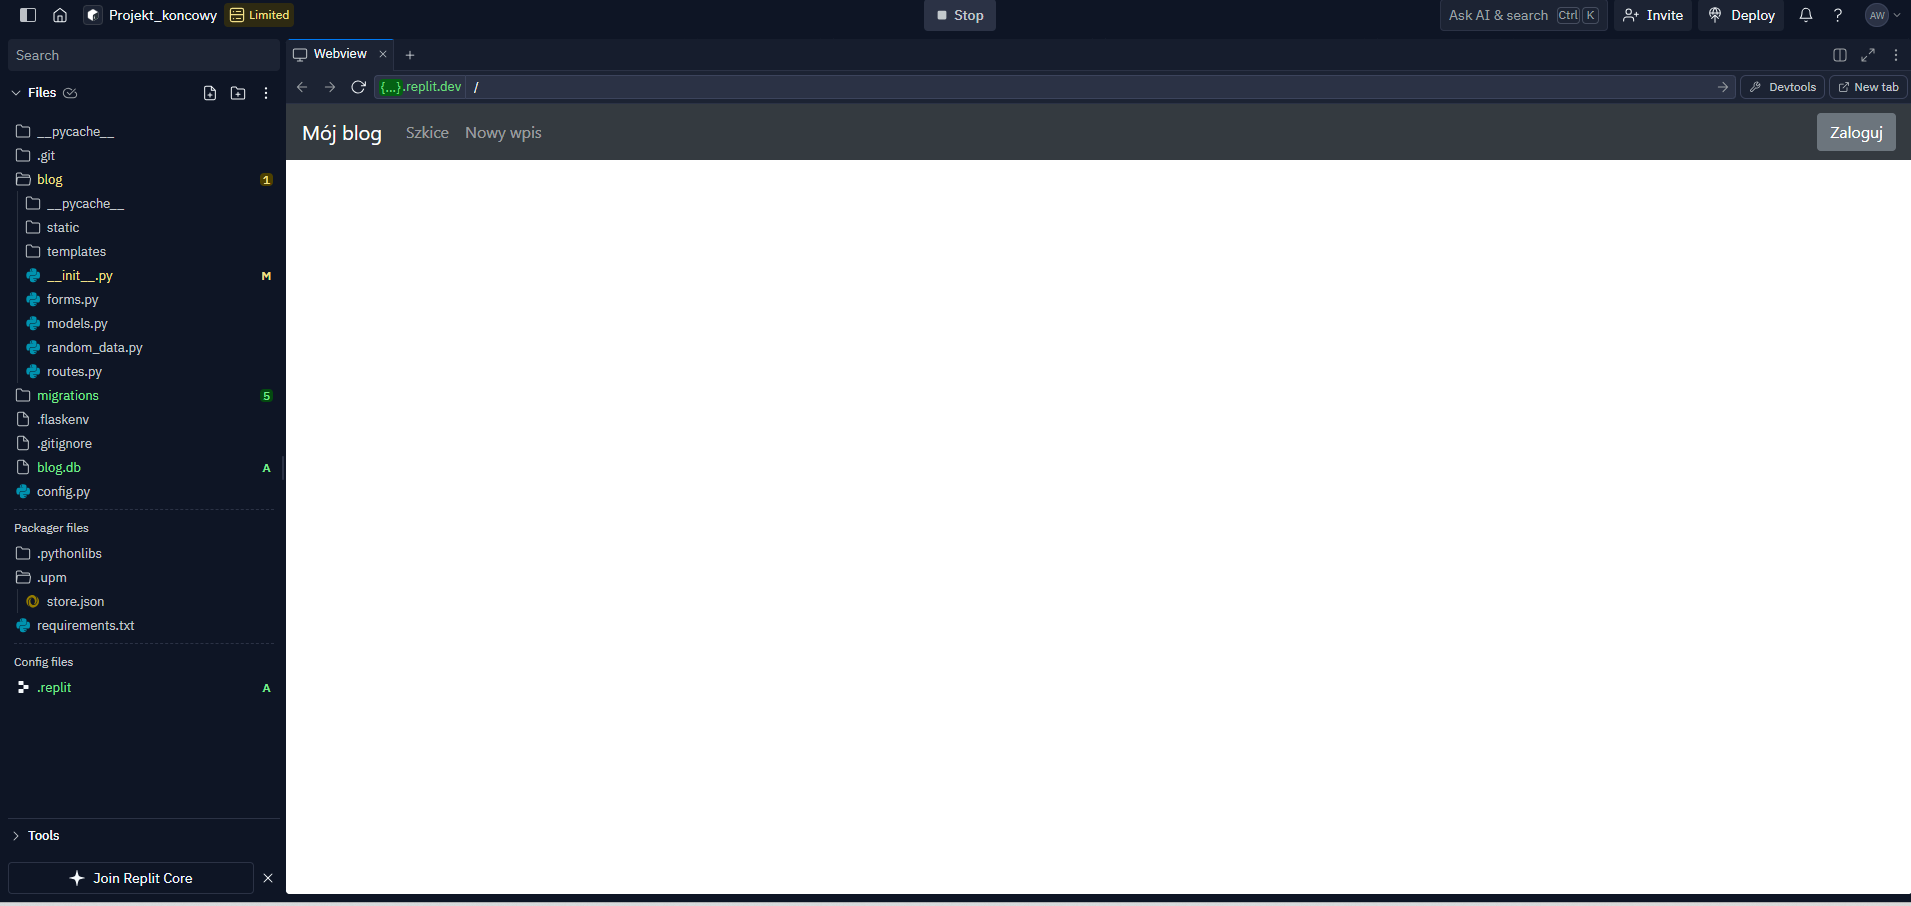 Projekt_koncowy Limited Stop Ask AI & search Ctrl K Invite Deploy ? AW
Search
Files
__pycache__
.git
blog 1
__pycache__
static
templates
__init__.py M
forms.py
models.py
random_data.py
routes.py
migrations 5
.flaskenv
.gitignore
blog.db A
config.py
Packager files
.pythonlibs
.upm
store.json
requirements.txt
Config files
.replit A
Tools
Join Replit Core
Webview
{...}.replit.dev / Devtools New tab
Mój blog Szkice Nowy wpis Zaloguj